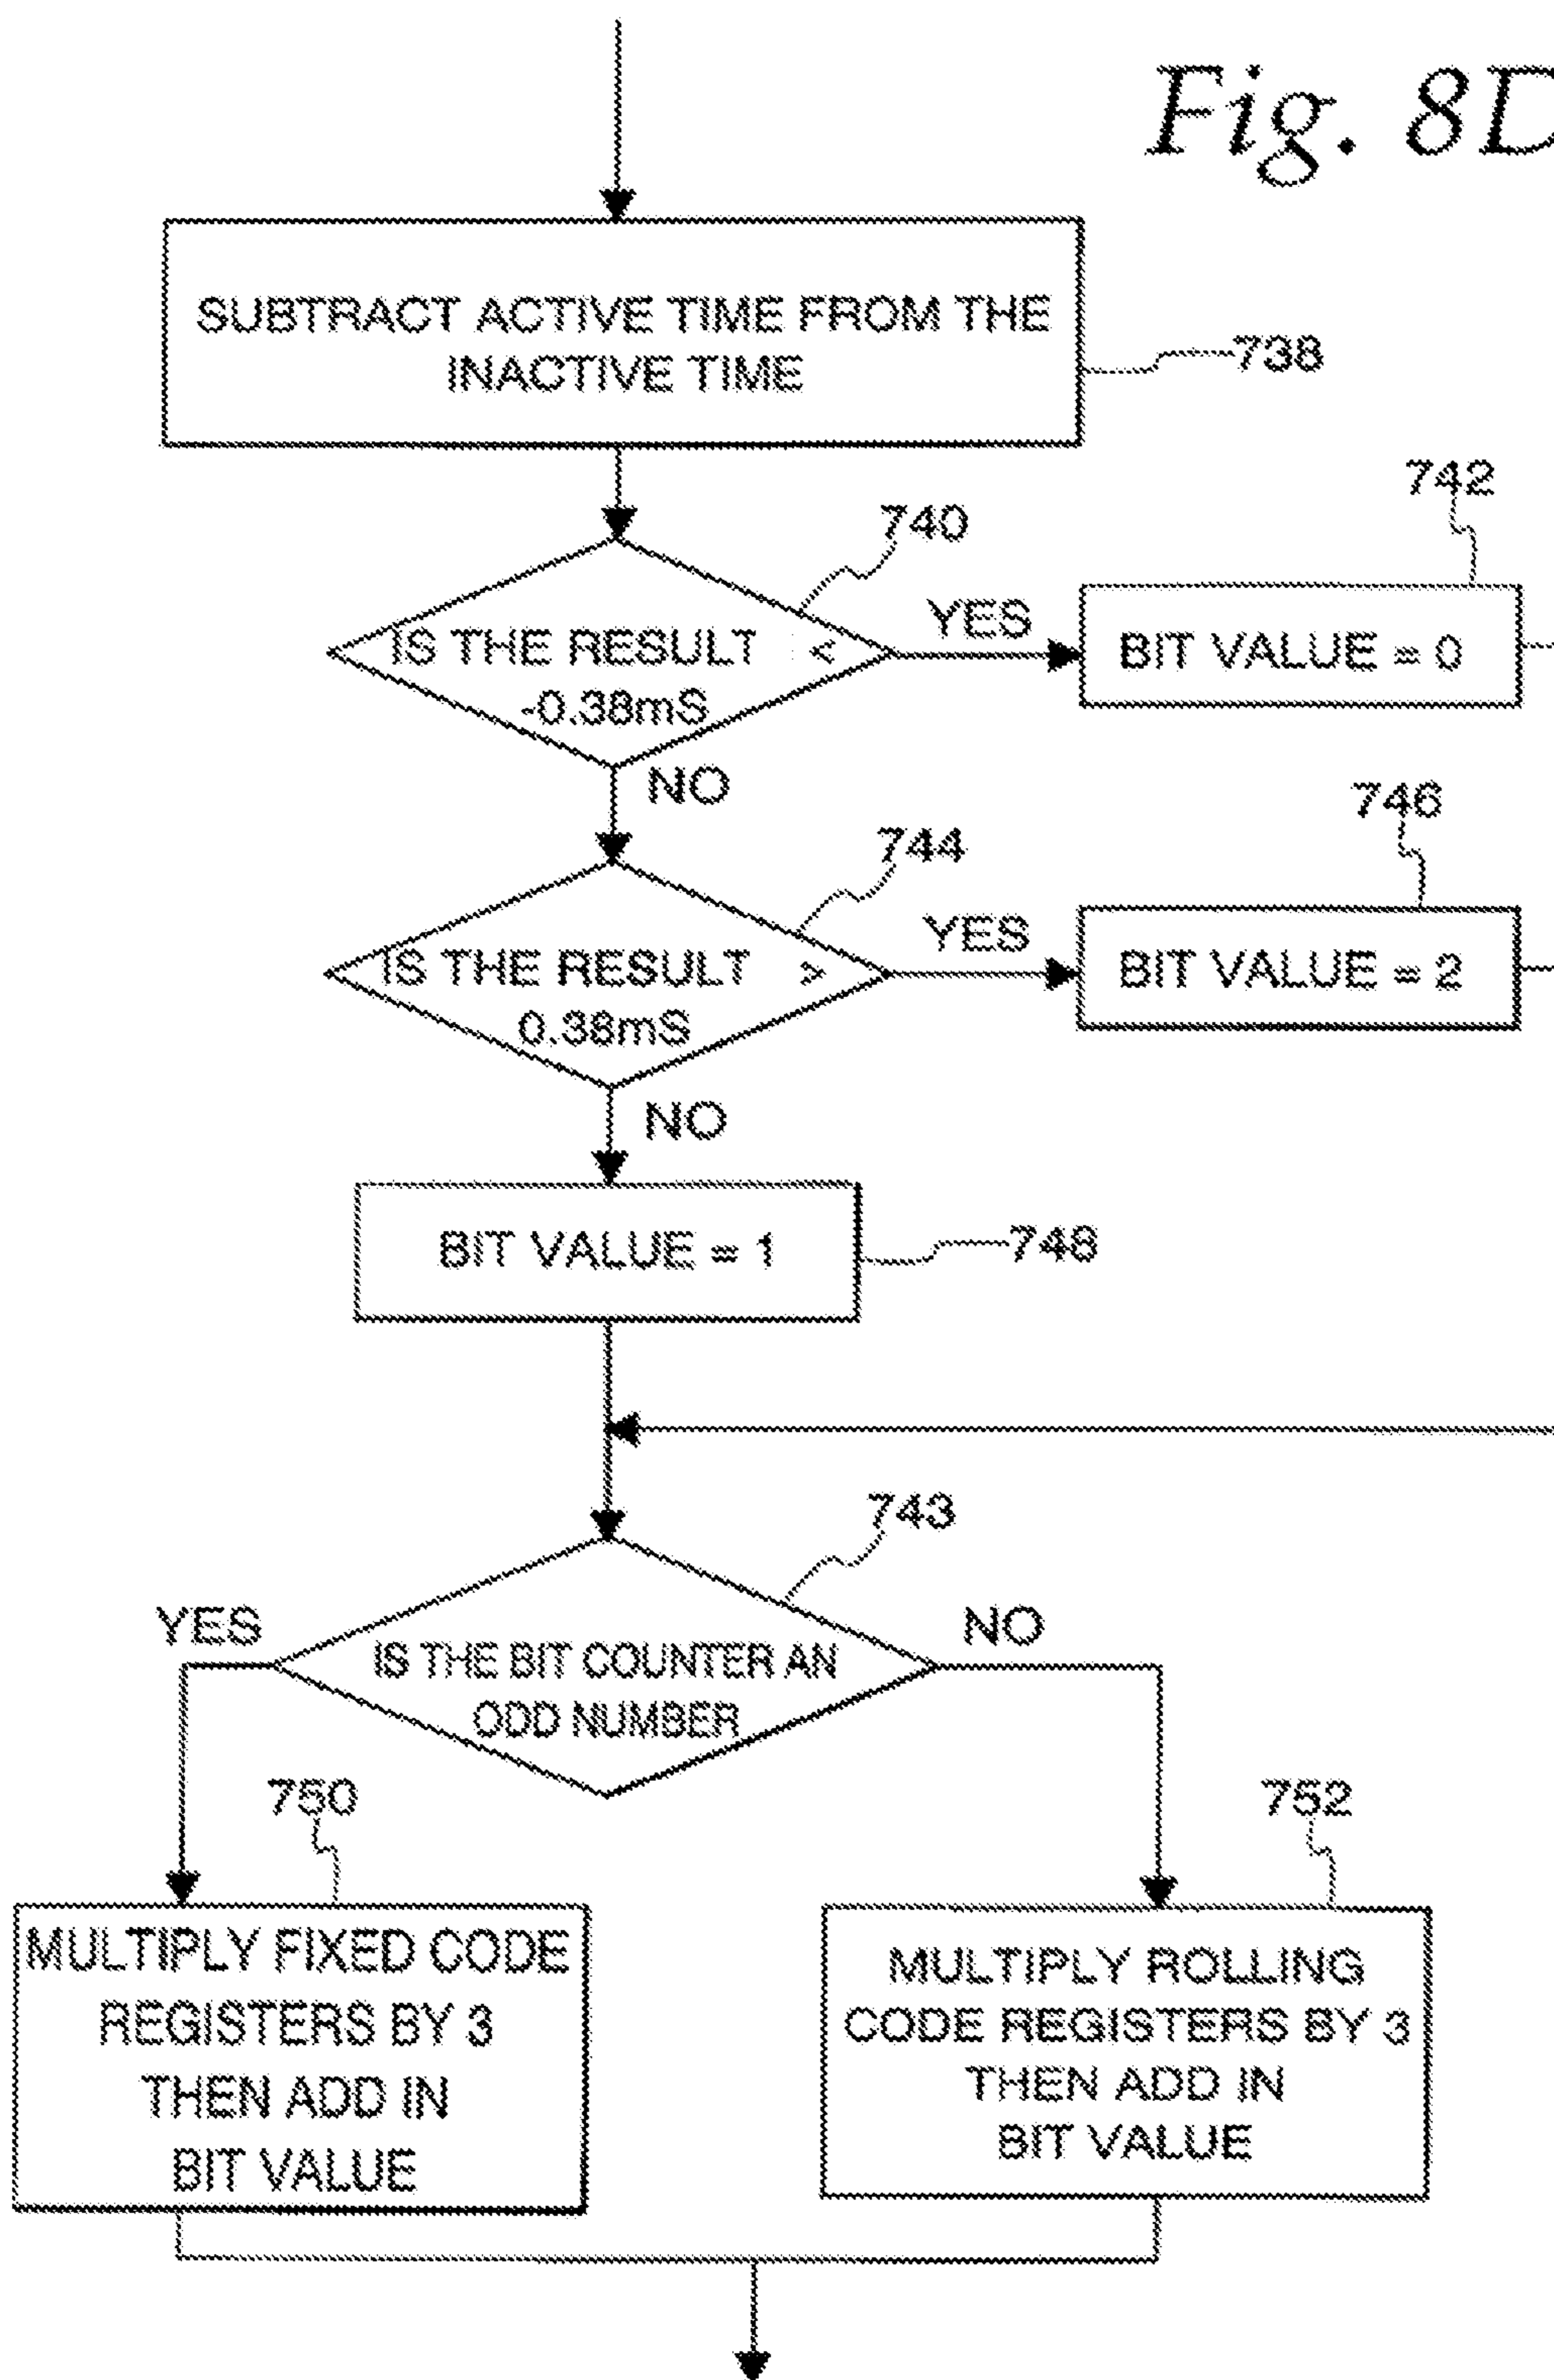 Fig. 8D
SUBTRACT ACTIVE TIME FROM THE
INACTIVE TIME
738
740
IS THE RESULT <
-0.38mS
YES
742
BIT VALUE = 0
NO
744
IS THE RESULT >
0.38mS
YES
746
BIT VALUE = 2
NO
BIT VALUE = 1
748
743
IS THE BIT COUNTER AN
ODD NUMBER
YES
NO
750
MULTIPLY FIXED CODE
REGISTERS BY 3
THEN ADD IN
BIT VALUE
752
MULTIPLY ROLLING
CODE REGISTERS BY 3
THEN ADD IN
BIT VALUE